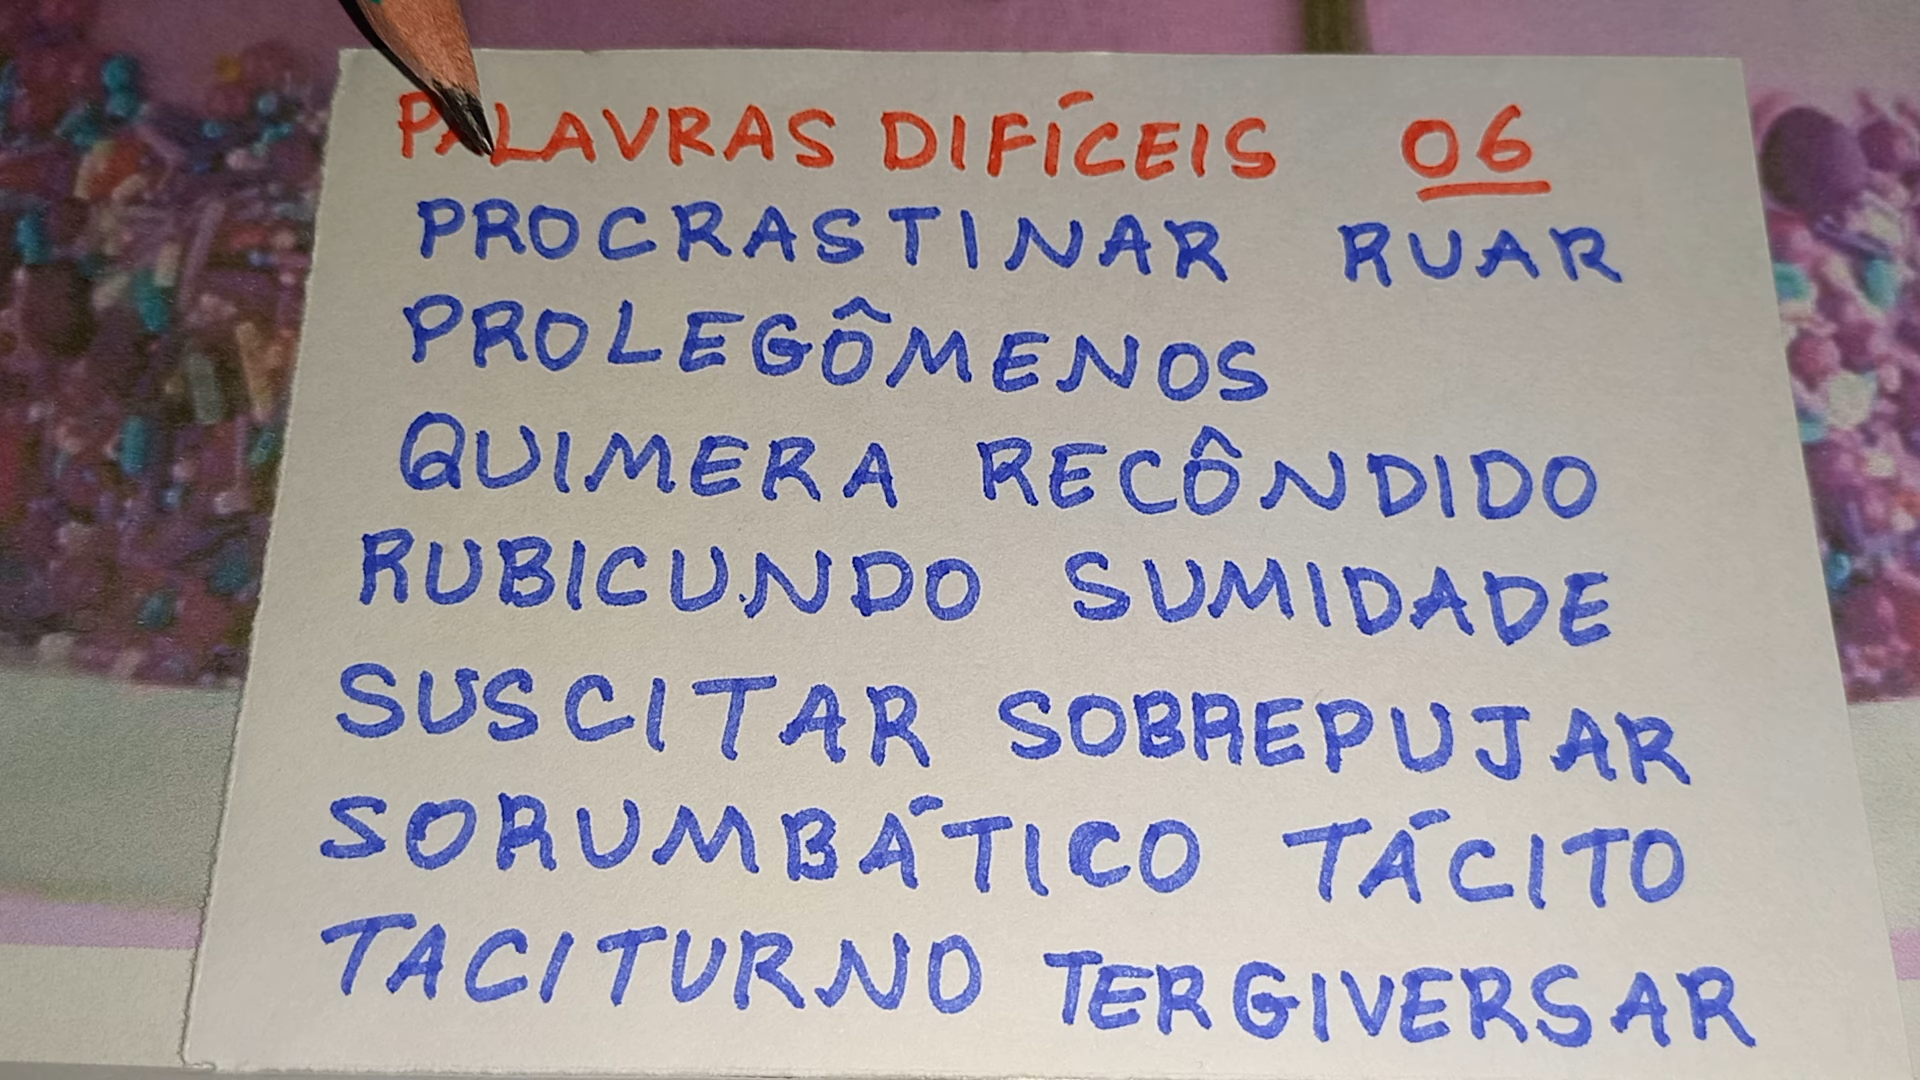 PALAVRAS DIFÍCEIS 06
PROCRASTINAR RUAR
PROLEGÔMENOS
QUIMERA RECÔNDIDO
RUBICUNDO SUMIDADE
SUSCITAR SOBREPUJAR
SORUMBÁTICO TÁCITO
TACITURNO TERGIVERSAR